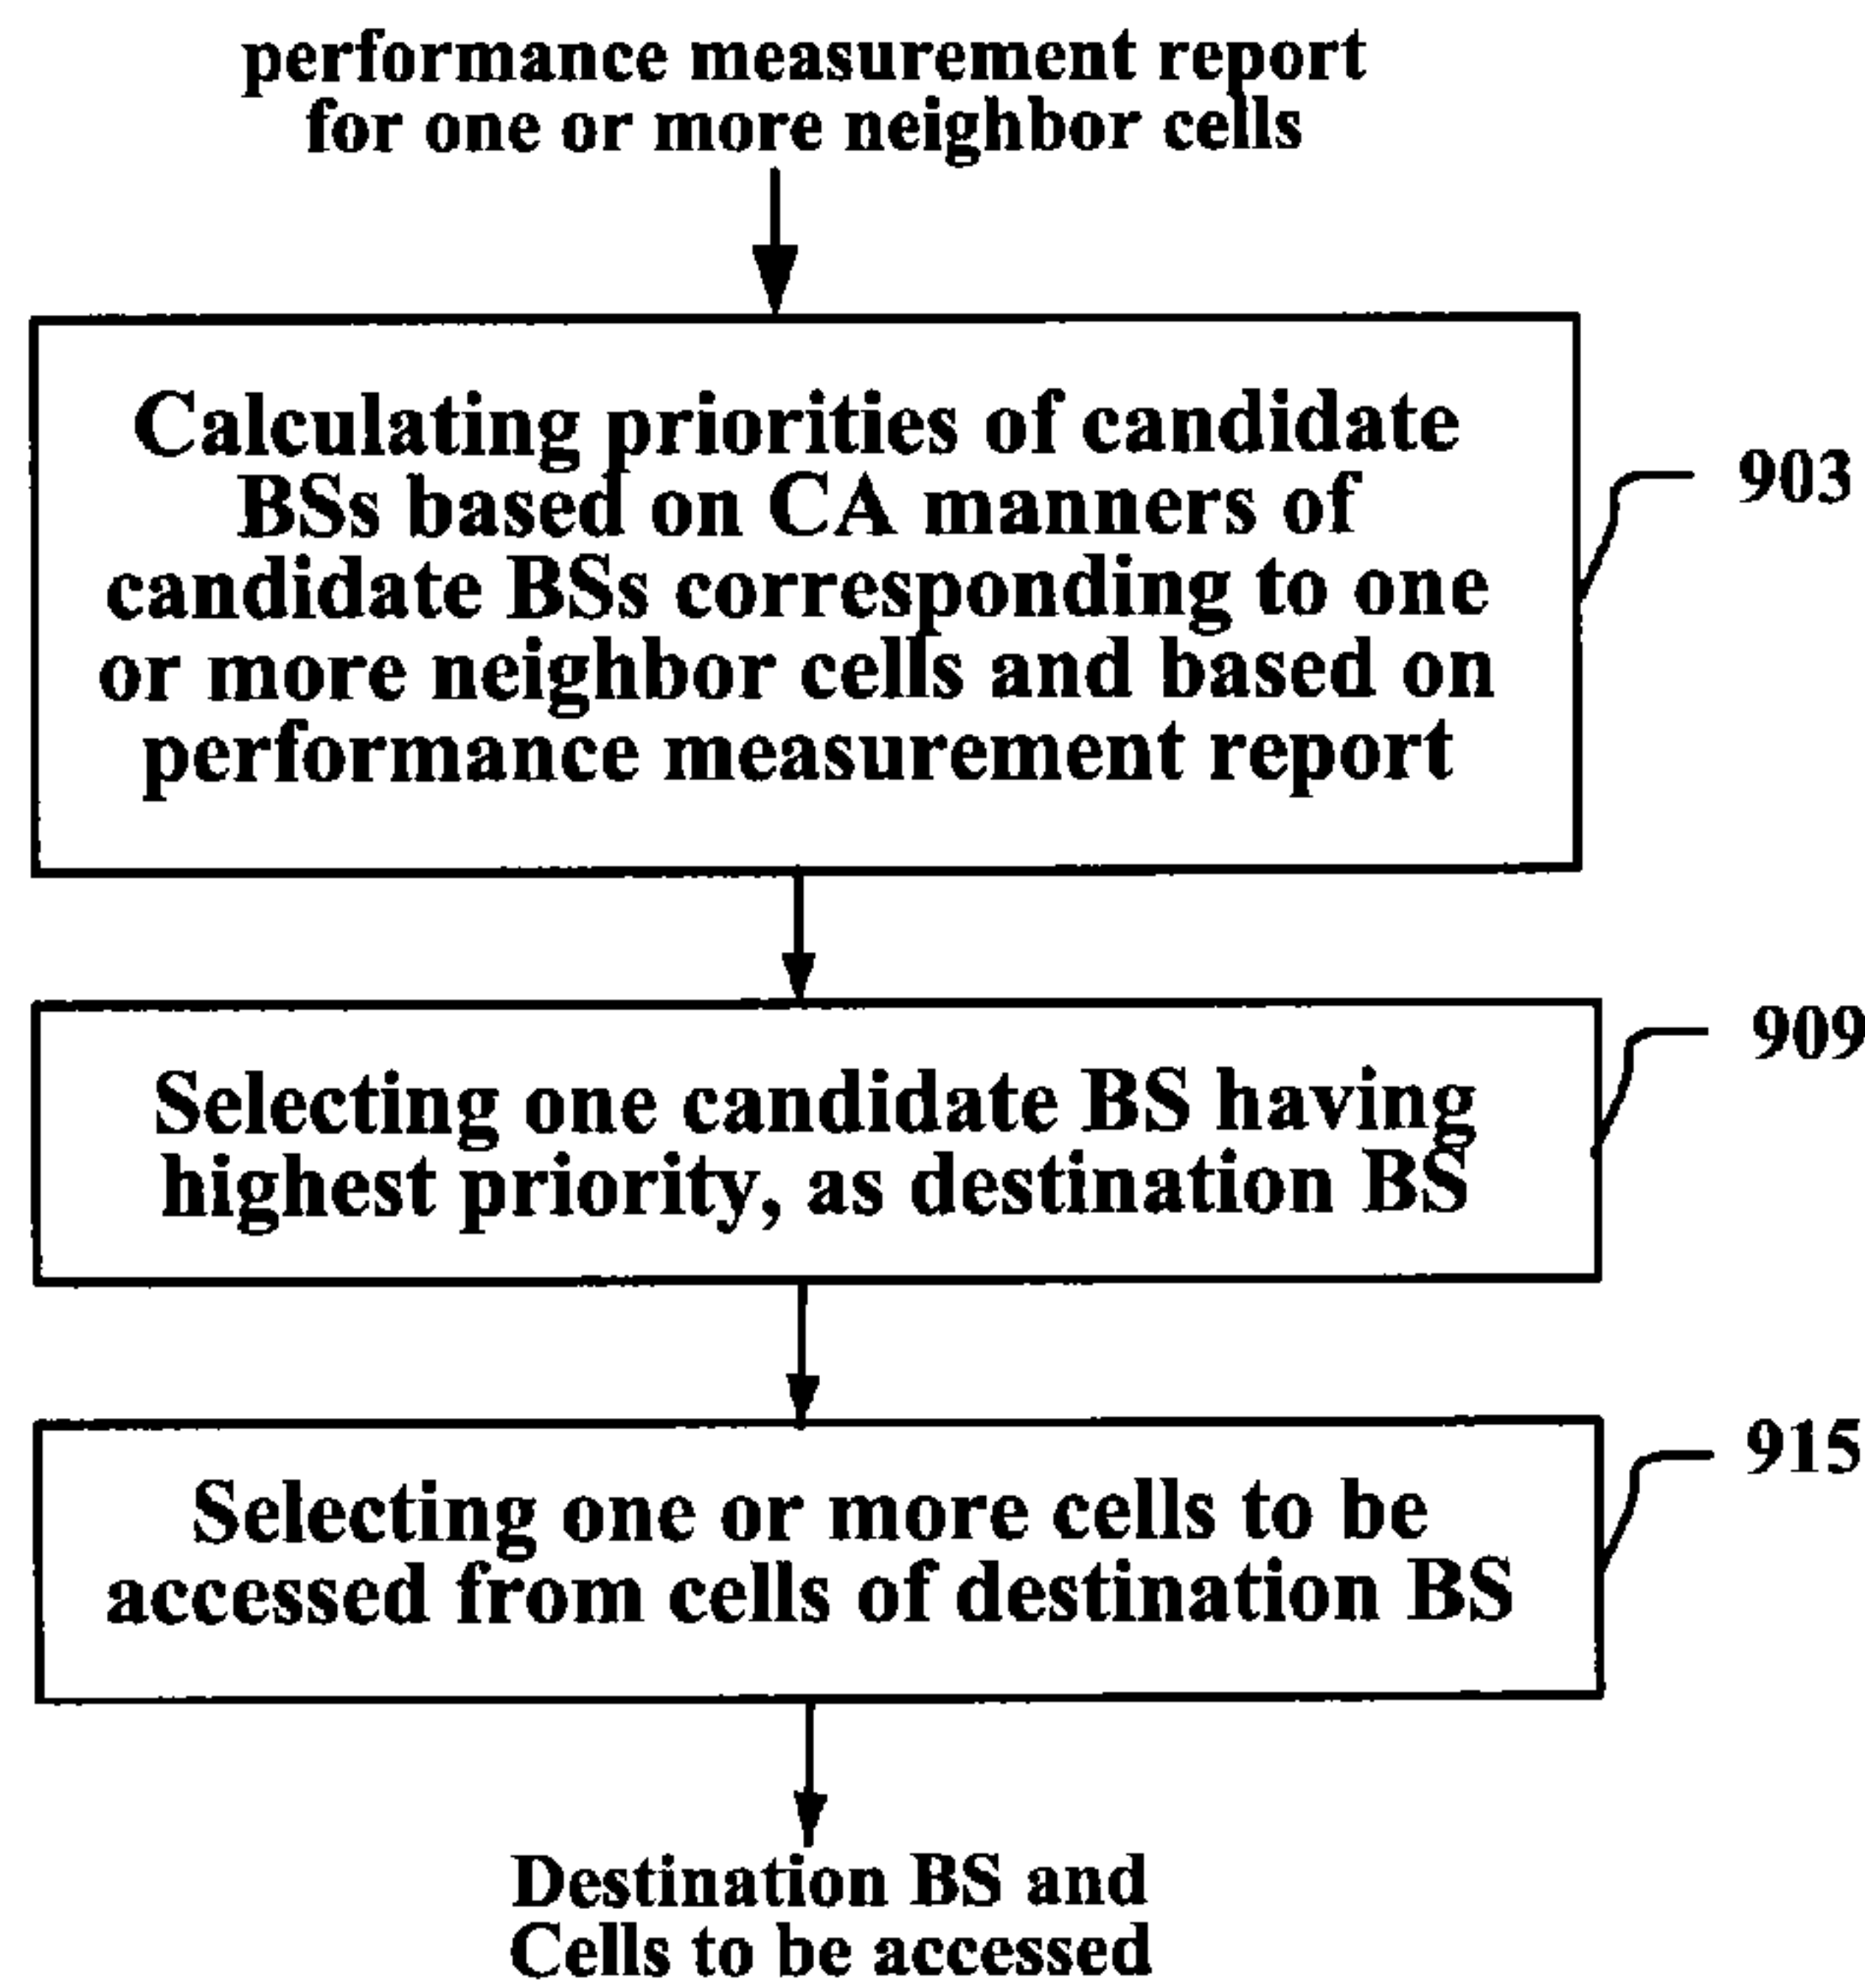 performance measurement report
for one or more neighbor cells
Calculating priorities of candidate
BSs based on CA manners of
candidate BSs corresponding to one
or more neighbor cells and based on
performance measurement report
903
Selecting one candidate BS having
highest priority, as destination BS
909
Selecting one or more cells to be
accessed from cells of destination BS
915
Destination BS and
Cells to be accessed